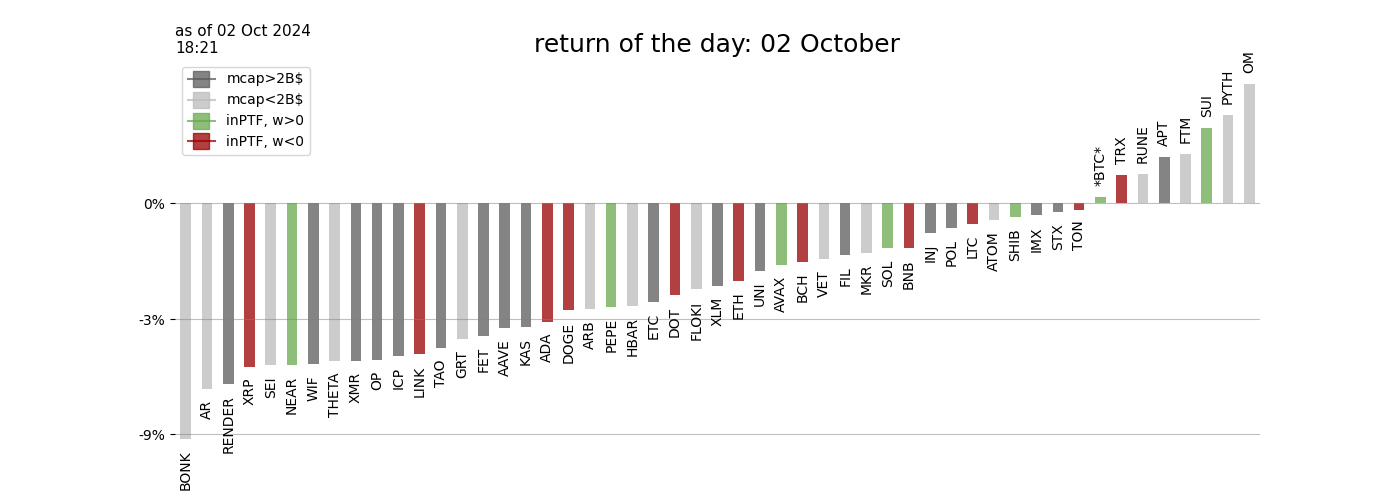 as of 02 Oct 2024
18:21
return of the day: 02 October
mcap>2B$
mcap<2B$
inPTF, w>0
inPTF, w<0
0%
-3%
-9%
BONK
AR
RENDER
XRP
SEI
NEAR
WIF
THETA
XMR
OP
ICP
LINK
TAO
GRT
FET
AAVE
KAS
ADA
DOGE
ARB
PEPE
HBAR
ETC
DOT
FLOKI
XLM
ETH
UNI
AVAX
BCH
VET
FIL
MKR
SOL
BNB
INJ
POL
LTC
ATOM
SHIB
IMX
STX
TON
*BTC*
TRX
RUNE
APT
FTM
SUI
PYTH
OM